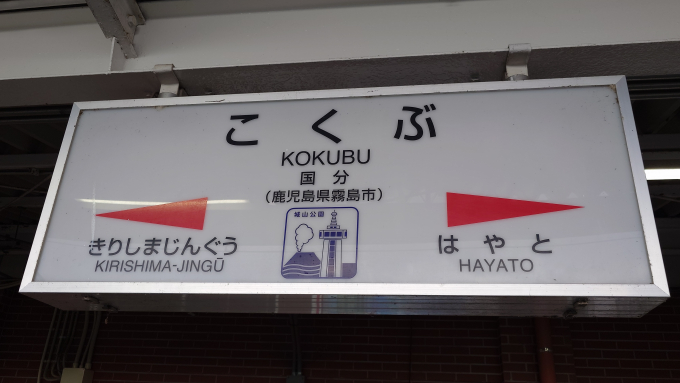 こくぶ
KOKUBU
国分
(鹿児島県霧島市)
城山公園
きりしまじんぐう
KIRISHIMA-JINGŪ
はやと
HAYATO